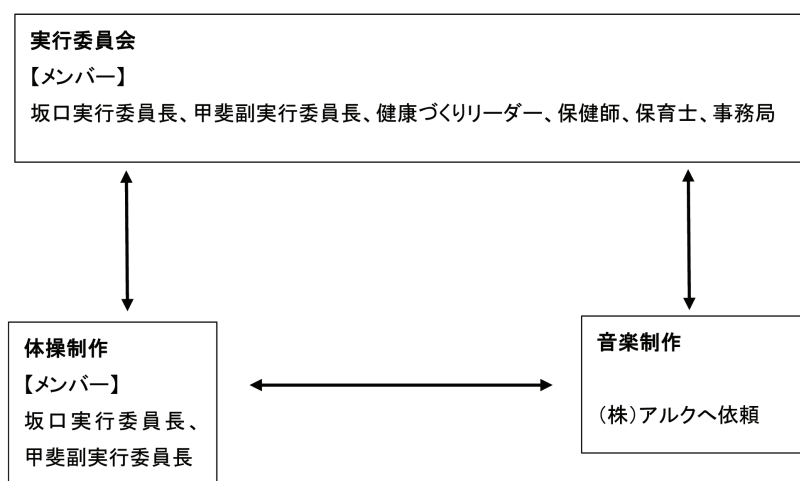 実行委員会
【メンバー】
坂口実行委員長、甲斐副実行委員長、健康づくりリーダー、保健師、保育士、事務局
体操制作
【メンバー】
坂口実行委員長、
甲斐副実行委員長
音楽制作
（株）アルクへ依頼